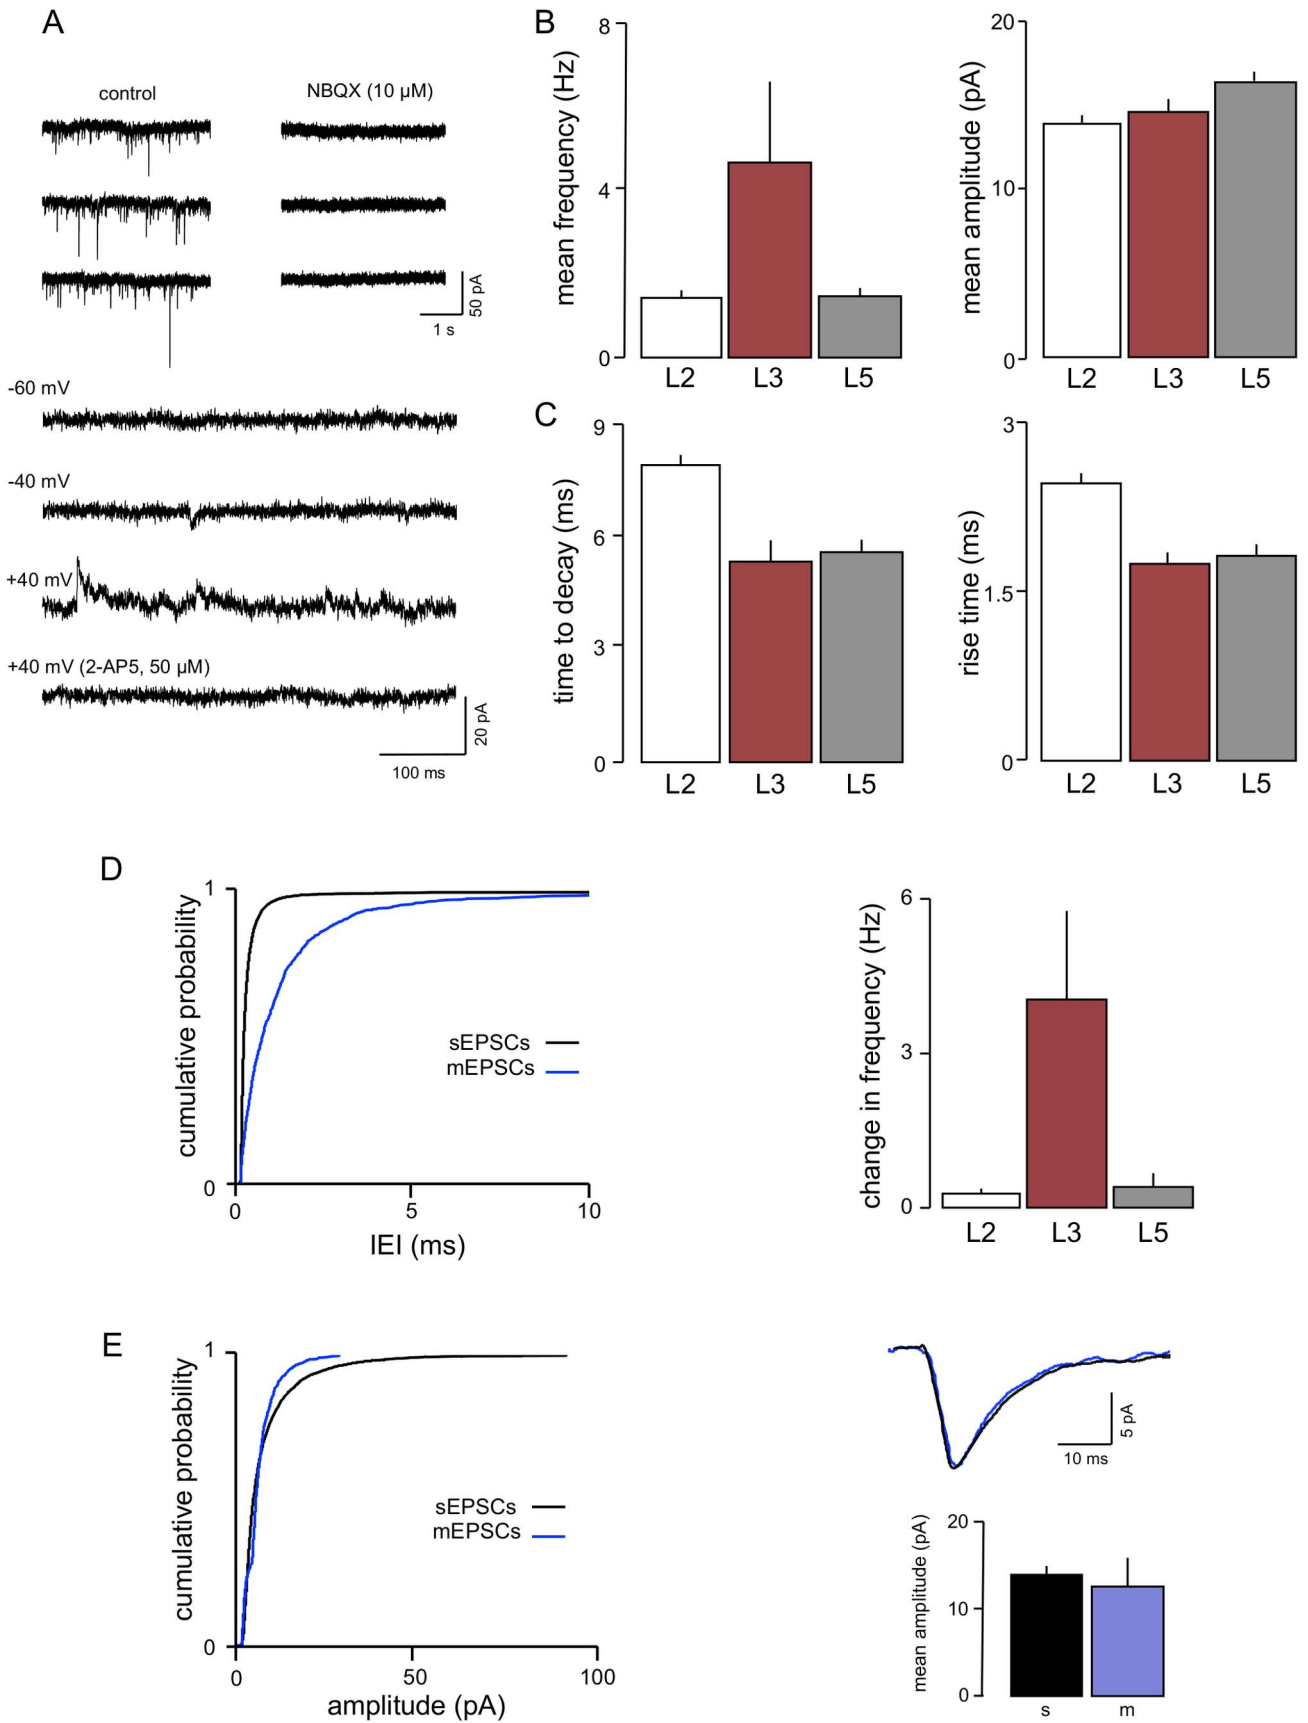 A
control
NBQX (10 µM)
50 pA
1 s
-60 mV
-40 mV
+40 mV
+40 mV (2-AP5, 50 µM)
20 pA
100 ms
B
mean frequency (Hz)
8
4
0
L2 L3 L5
mean amplitude (pA)
20
10
0
L2 L3 L5
C
time to decay (ms)
9
6
3
0
L2 L3 L5
rise time (ms)
3
1.5
0
L2 L3 L5
D
cumulative probability
1
0
sEPSCs
mEPSCs
0 5 10
IEI (ms)
change in frequency (Hz)
6
3
0
L2 L3 L5
E
cumulative probability
1
0
sEPSCs
mEPSCs
0 50 100
amplitude (pA)
5 pA
10 ms
mean amplitude (pA)
20
10
0
s m